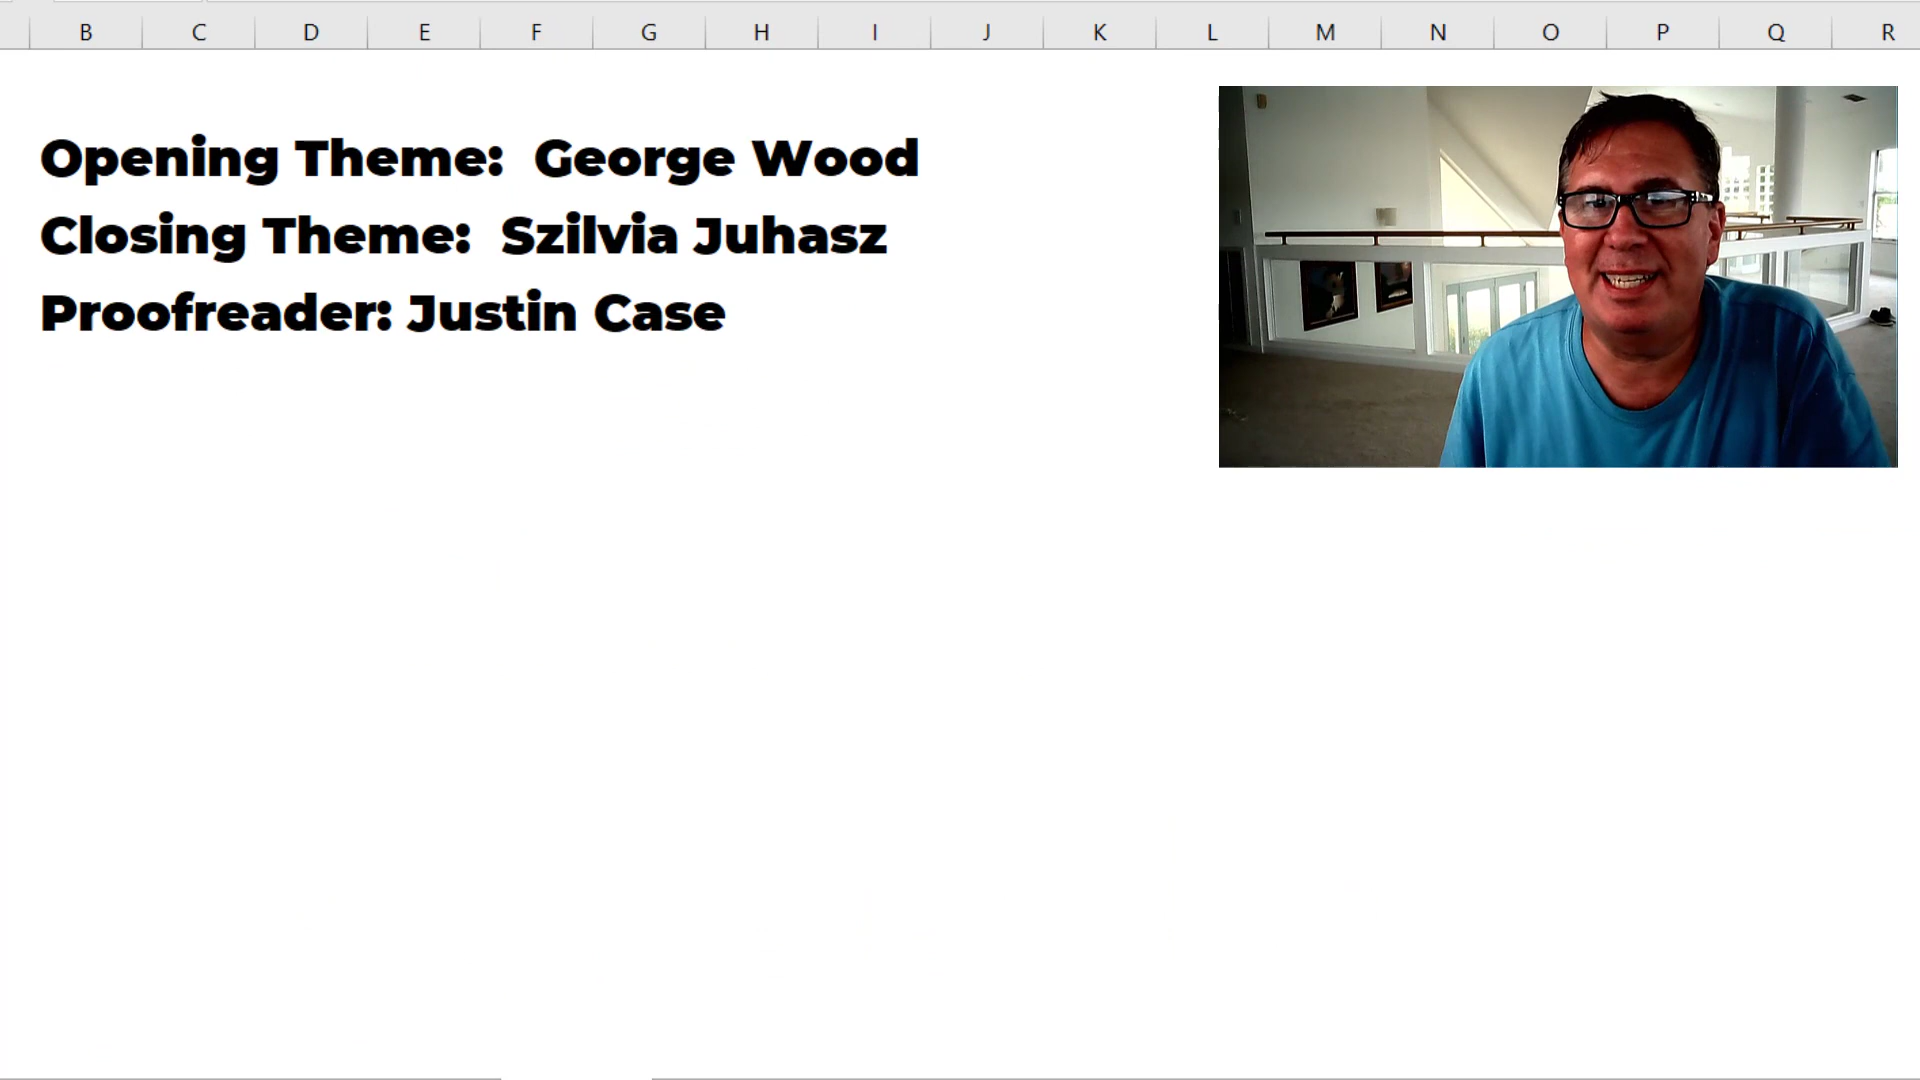 B C D E F G H I J K L M N O P Q R
Opening Theme:  George Wood
Closing Theme:  Szilvia Juhasz
Proofreader: Justin Case